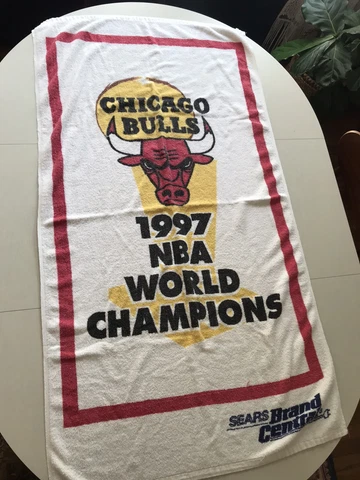 CHICAGO
BULLS
1997
NBA
WORLD
CHAMPIONS
SEARS Brand
Central